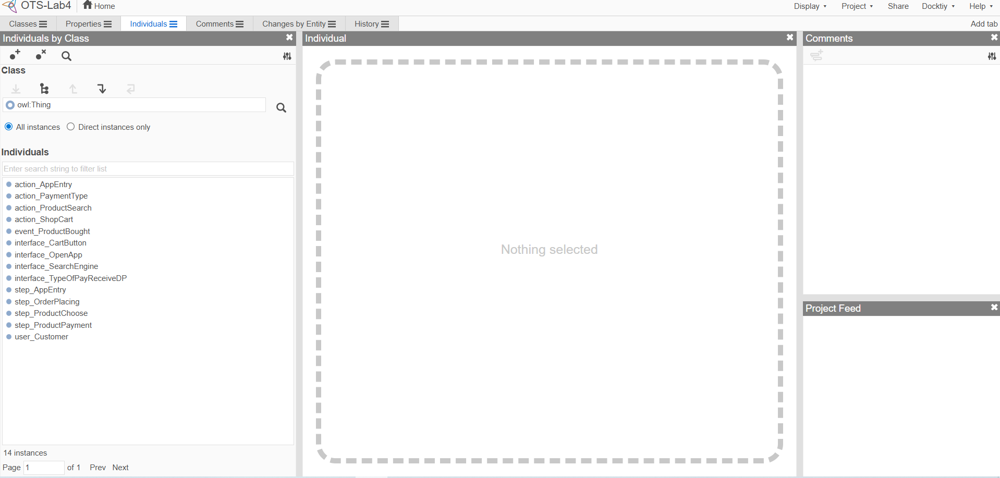 OTS-Lab4 Home Display Project Share Docktiy Help
Classes Properties Individuals Comments Changes by Entity History Add tab
Individuals by Class
Class
owl:Thing
All instances Direct instances only
Individuals
Enter search string to filter list
action_AppEntry
action_PaymentType
action_ProductSearch
action_ShopCart
event_ProductBought
interface_CartButton
interface_OpenApp
interface_SearchEngine
interface_TypeOfPayReceiveDP
step_AppEntry
step_OrderPlacing
step_ProductChoose
step_ProductPayment
user_Customer
14 instances
Page 1 of 1 Prev Next
Individual
Nothing selected
Comments
Project Feed